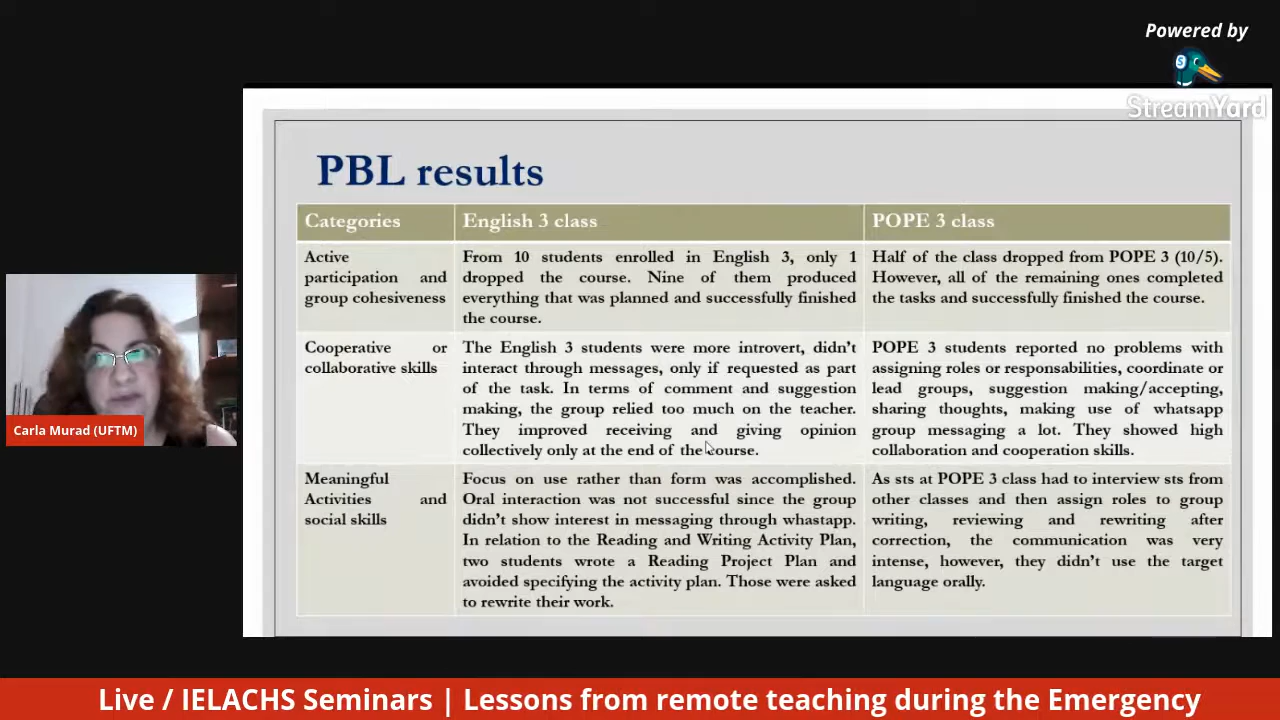 Powered by
StreamYard
PBL results
Categories
English 3 class
POPE 3 class
Active
participation and
group cohesiveness
From 10 students enrolled in English 3, only 1
dropped the course. Nine of them produced
everything that was planned and successfully finished
the course.
Half of the class dropped from POPE 3 (10/5).
However, all of the remaining ones completed
the tasks and successfully finished the course.
Cooperative or
collaborative skills
The English 3 students were more introvert, didn't
interact through messages, only if requested as part
of the task. In terms of comment and suggestion
making, the group relied too much on the teacher.
They improved receiving and giving opinion
collectively only at the end of the course.
POPE 3 students reported no problems with
assigning roles or responsabilities, coordinate or
lead groups, suggestion making/accepting,
sharing thoughts, making use of whatsapp
group messaging a lot. They showed high
collaboration and cooperation skills.
Meaningful
Activities and
social skills
Focus on use rather than form was accomplished.
Oral interaction was not successful since the group
didn't show interest in messaging through whastapp.
In relation to the Reading and Writing Activity Plan,
two students wrote a Reading Project Plan and
avoided specifying the activity plan. Those were asked
to rewrite their work.
As sts at POPE 3 class had to interview sts from
other classes and then assign roles to group
writing, reviewing and rewriting after
correction, the communication was very
intense, however, they didn't use the target
language orally.
Carla Murad (UFTM)
Live / IELACHS Seminars | Lessons from remote teaching during the Emergency